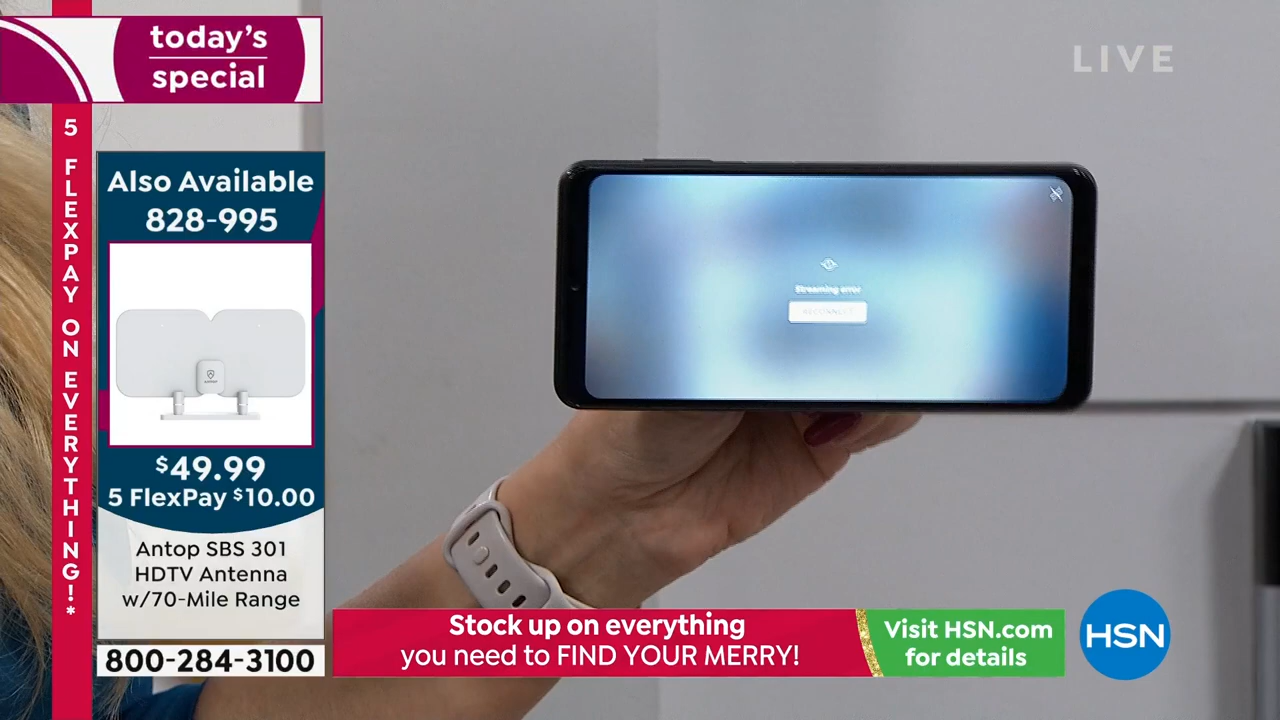 today's
special
LIVE
5 FLEXPAY ON EVERYTHING!*
Also Available
828-995
$49.99
5 FlexPay $10.00
Antop SBS 301
HDTV Antenna
w/70-Mile Range
800-284-3100
Streaming error
RECONNECT
Stock up on everything
you need to FIND YOUR MERRY!
Visit HSN.com
for details
HSN